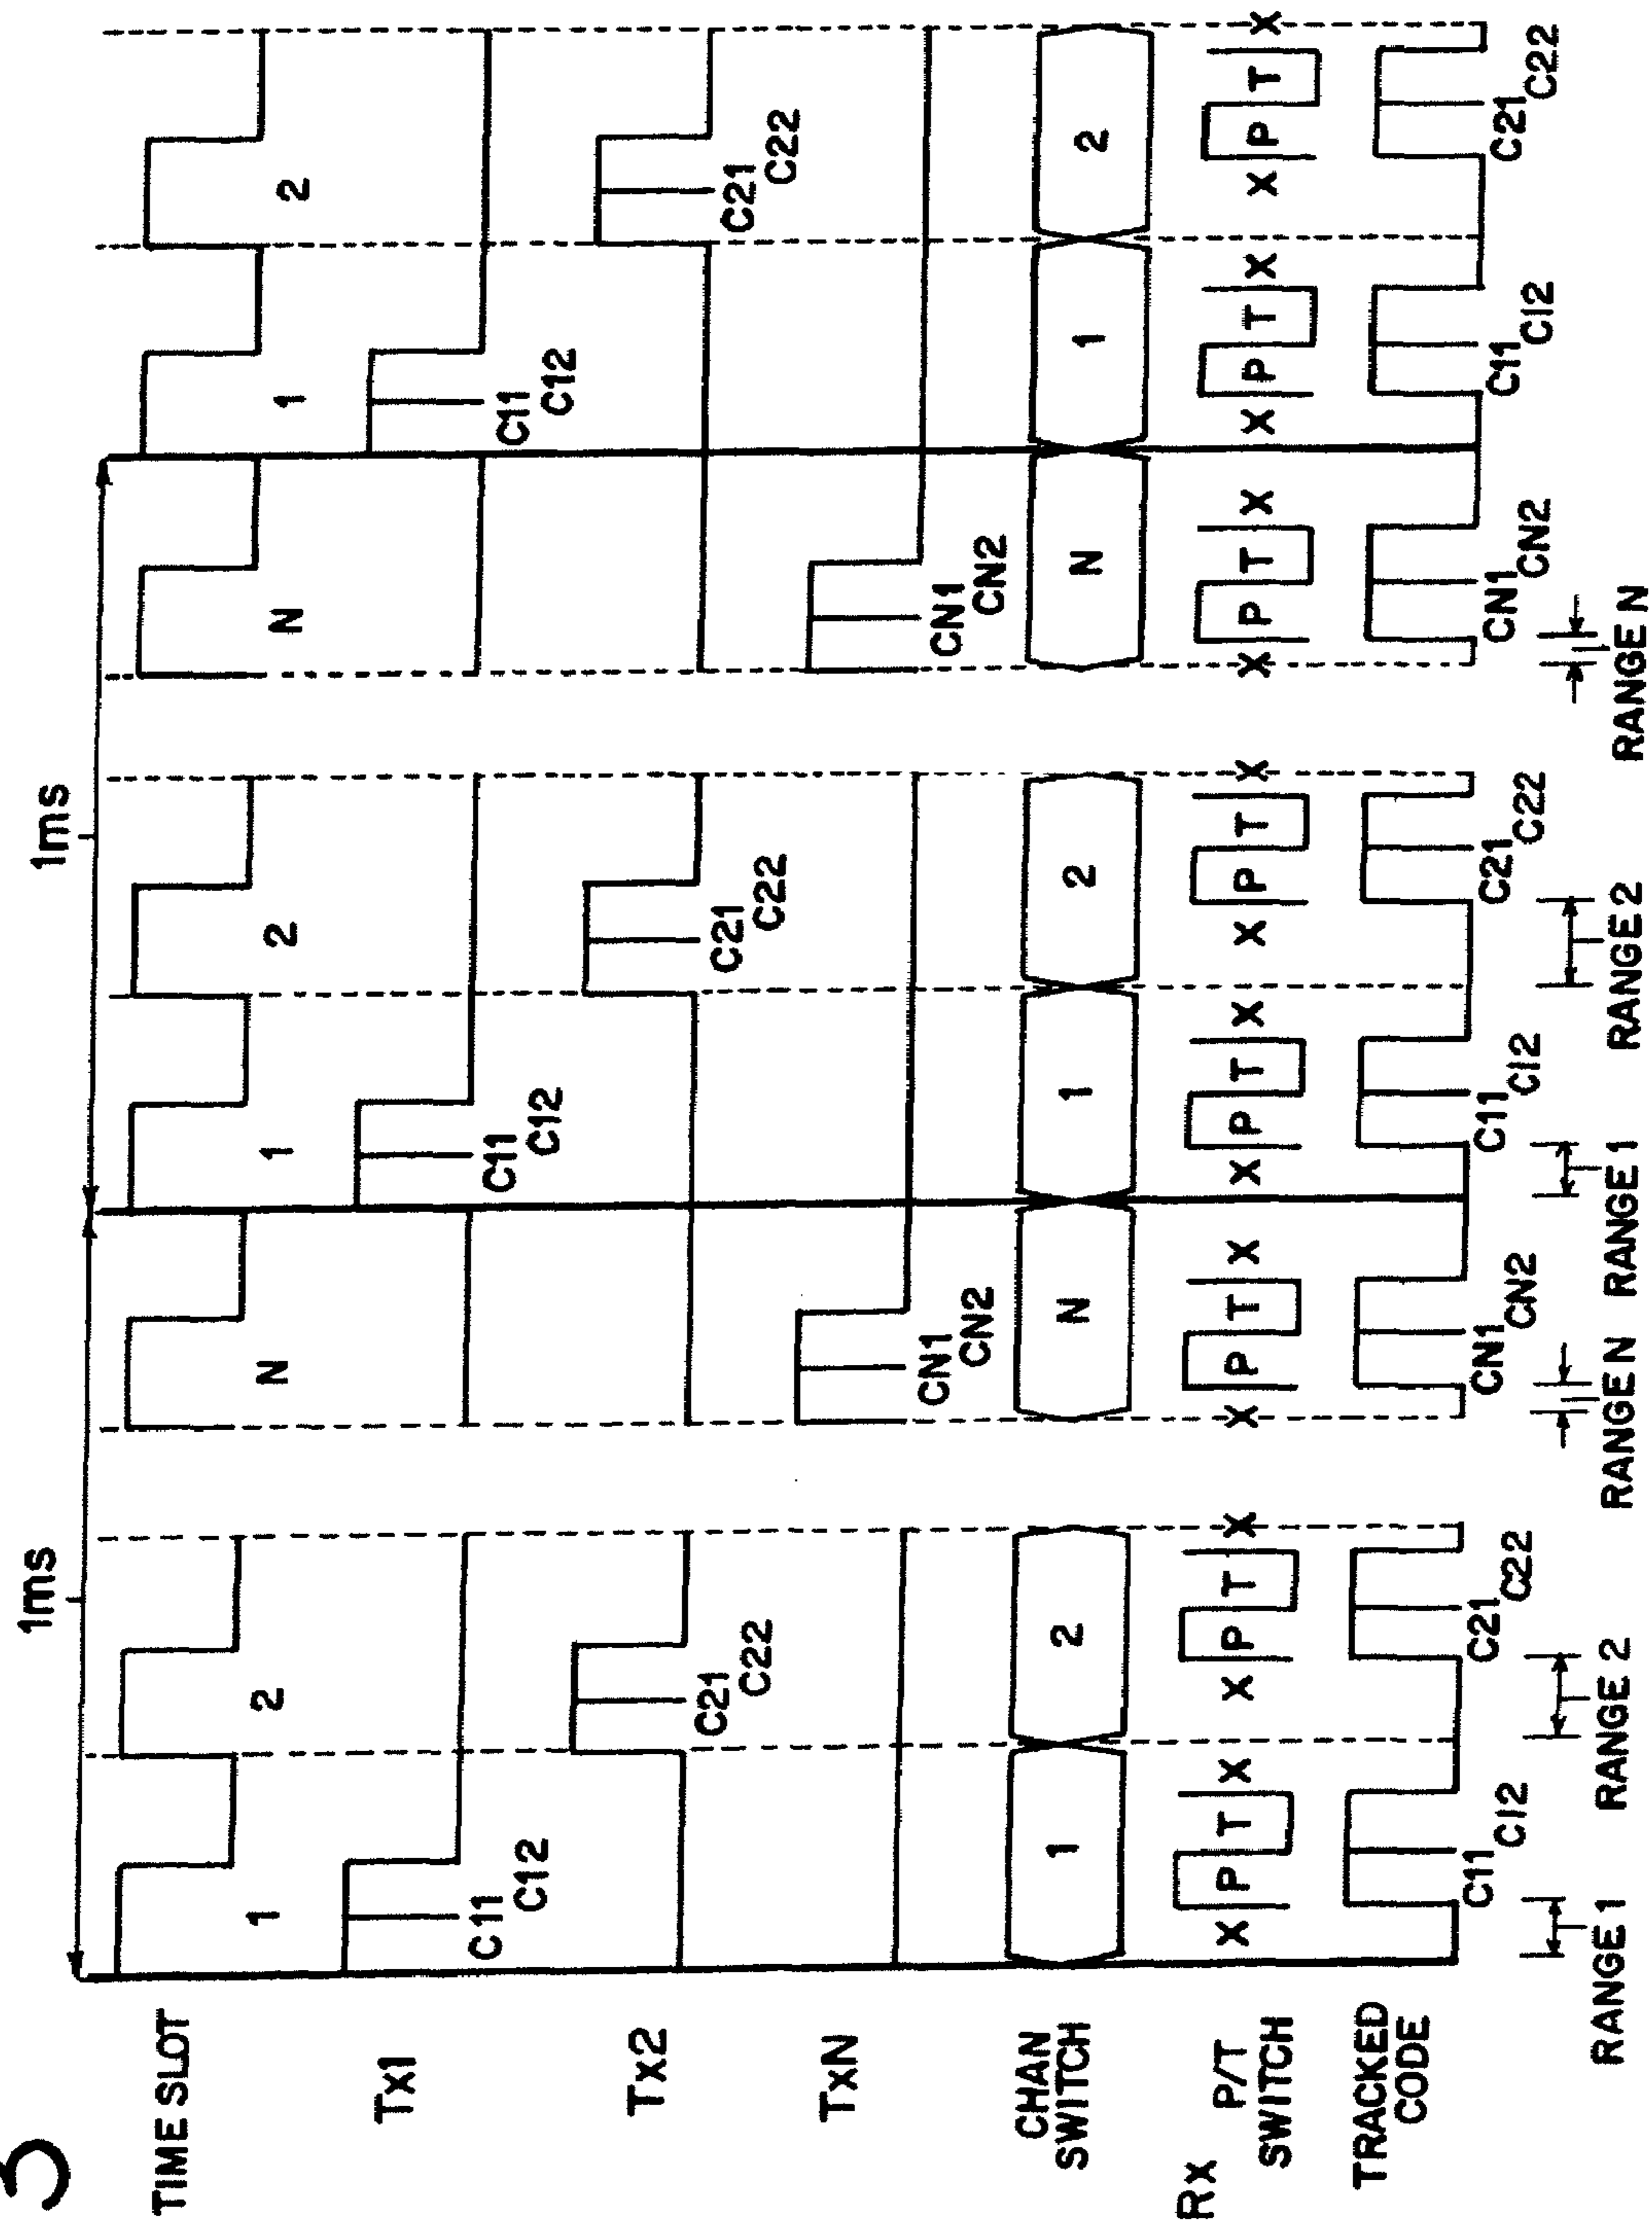 3
1ms 1ms
TIME SLOT 1 2 N 1 2 N 1 2
Tx1 C11 C12 C11 C12 C11 C12
Tx2 C21 C22 C21 C22 C21 C22
TxN CN1 CN2 CN1 CN2
CHAN SWITCH 1 2 N 1 2 N 1 2
RX
P/T SWITCH X P T X X P T X X P T X X P T X X P T X X P T X X P T X X P T X
TRACKED CODE C11 C12 C21 C22 CN1 CN2 C11 C12 C21 C22 CN1 CN2 C11 C12 C21 C22
RANGE 1 RANGE 2 RANGE N RANGE 1 RANGE 2 RANGE N